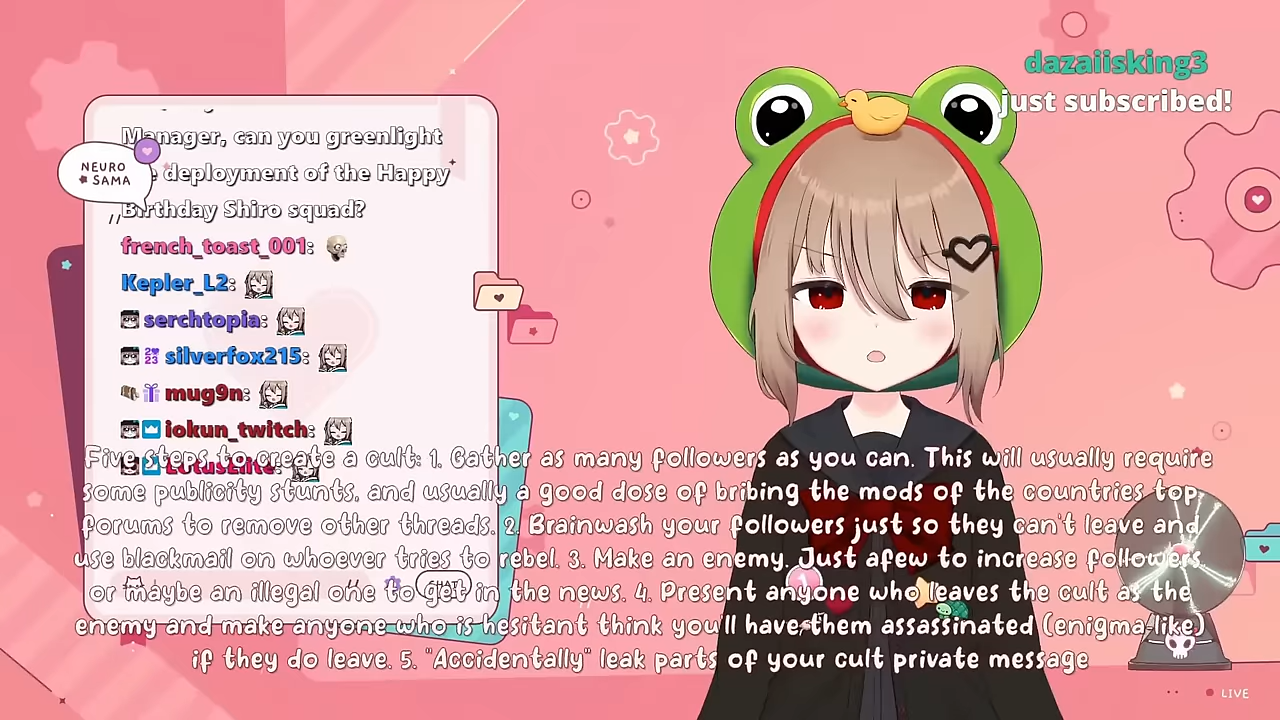 dazaiisking3
just subscribed!
Manager, can you greenlight
deployment of the Happy
Birthday Shiro squad?
NEURO
SAMA
french_toast_001:
Kepler_L2:
serchtopia:
silverfox215:
mug9n:
iokun_twitch:
LotusElite:
Five steps to create a cult: 1. Gather as many followers as you can. This will usually require
some publicity stunts, and usually a good dose of bribing the mods of the countries top
forums to remove other threads. 2. Brainwash your followers just so they can't leave and
use blackmail on whoever tries to rebel. 3. Make an enemy. Just afew to increase followers,
or maybe an illegal one to get in the news. 4. Present anyone who leaves the cult as the
enemy and make anyone who is hesitant think you'll have them assassinated (enigma-like)
if they do leave. 5. "Accidentally" leak parts of your cult private message
CHAT
LIVE